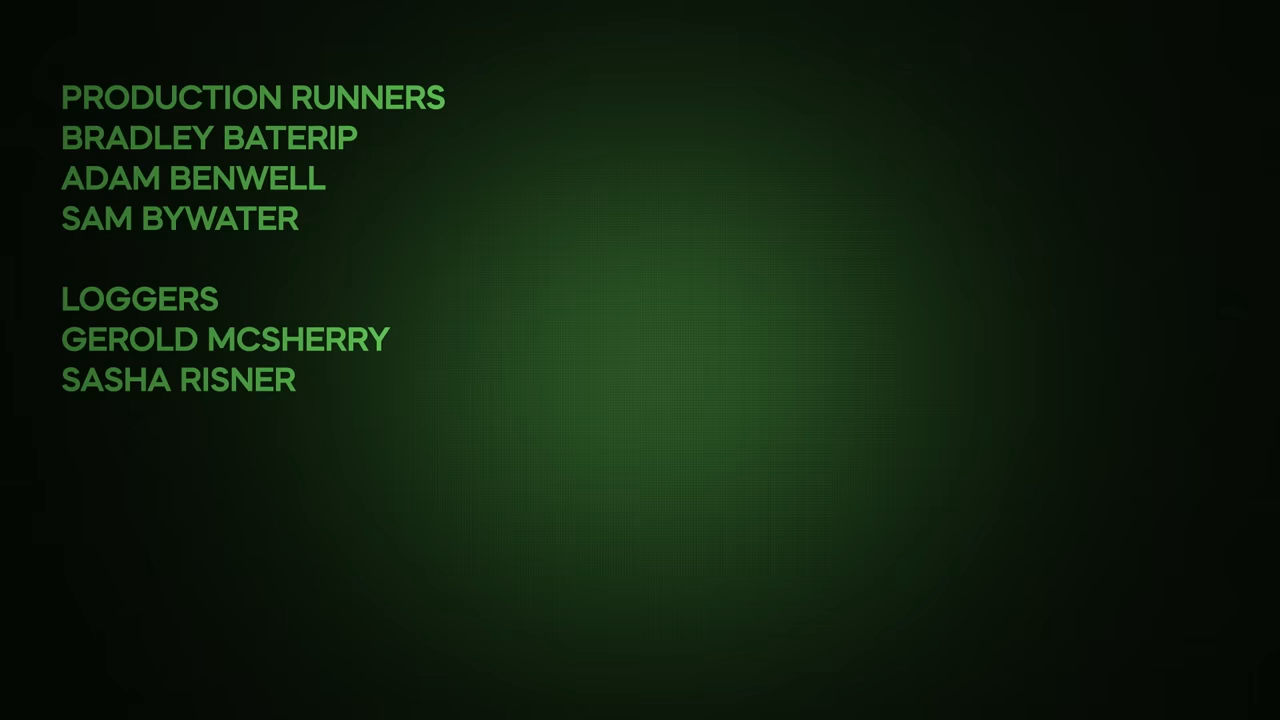 PRODUCTION RUNNERS
BRADLEY BATERIP
ADAM BENWELL
SAM BYWATER
LOGGERS
GEROLD MCSHERRY
SASHA RISNER